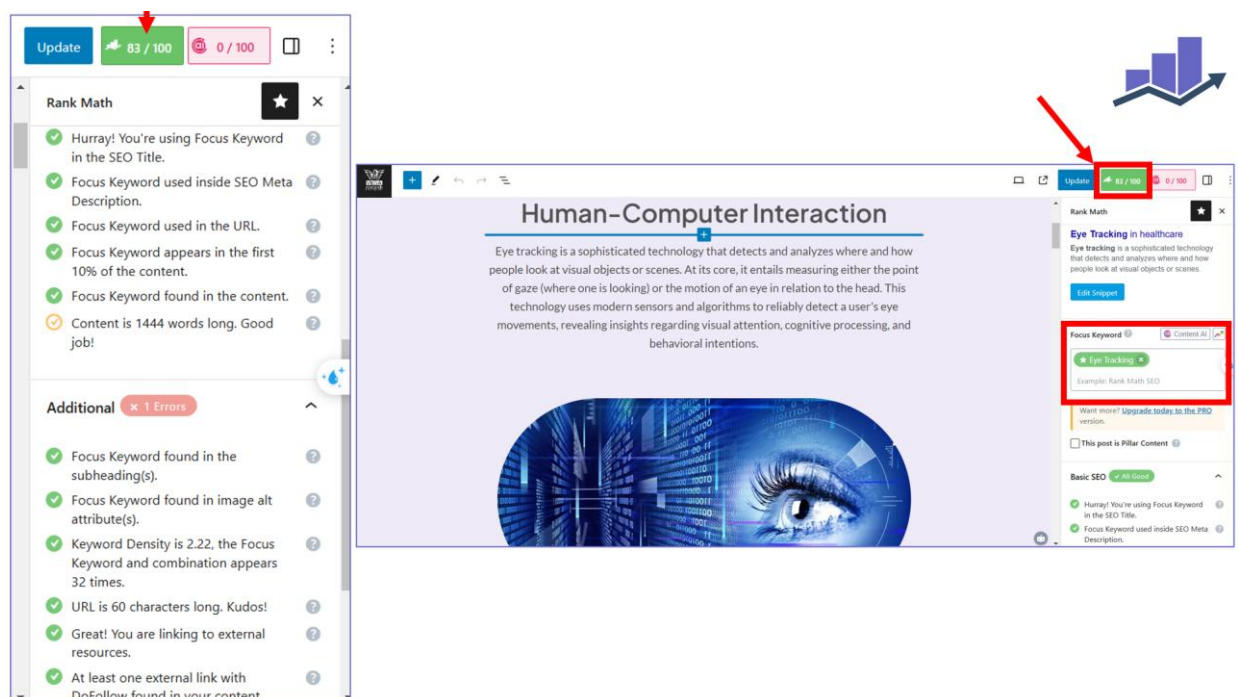 Update
83 / 100
0 / 100
Rank Math
Hurray! You're using Focus Keyword
in the SEO Title.
Focus Keyword used inside SEO Meta
Description.
Focus Keyword used in the URL.
Focus Keyword appears in the first
10% of the content.
Focus Keyword found in the content.
Content is 1444 words long. Good
job!
Additional × 1 Errors
Focus Keyword found in the
subheading(s).
Focus Keyword found in image alt
attribute(s).
Keyword Density is 2.22, the Focus
Keyword and combination appears
32 times.
URL is 60 characters long. Kudos!
Great! You are linking to external
resources.
At least one external link with
DoFollow found in your content
Update
83 / 100
0 / 100
Human-Computer Interaction
Eye tracking is a sophisticated technology that detects and analyzes where and how
people look at visual objects or scenes. At its core, it entails measuring either the point
of gaze (where one is looking) or the motion of an eye in relation to the head. This
technology uses modern sensors and algorithms to reliably detect a user's eye
movements, revealing insights regarding visual attention, cognitive processing, and
behavioral intentions.
Rank Math
Eye Tracking in healthcare
Eye tracking is a sophisticated technology
that detects and analyzes where and how
people look at visual objects or scenes.
Edit Snippet
Focus Keyword
Content AI
Eye Tracking
Example: Rank Math SEO
Want more? Upgrade today to the PRO
version.
This post is Pillar Content
Basic SEO All Good
Hurray! You're using Focus Keyword
in the SEO Title.
Focus Keyword used inside SEO Meta
Description.